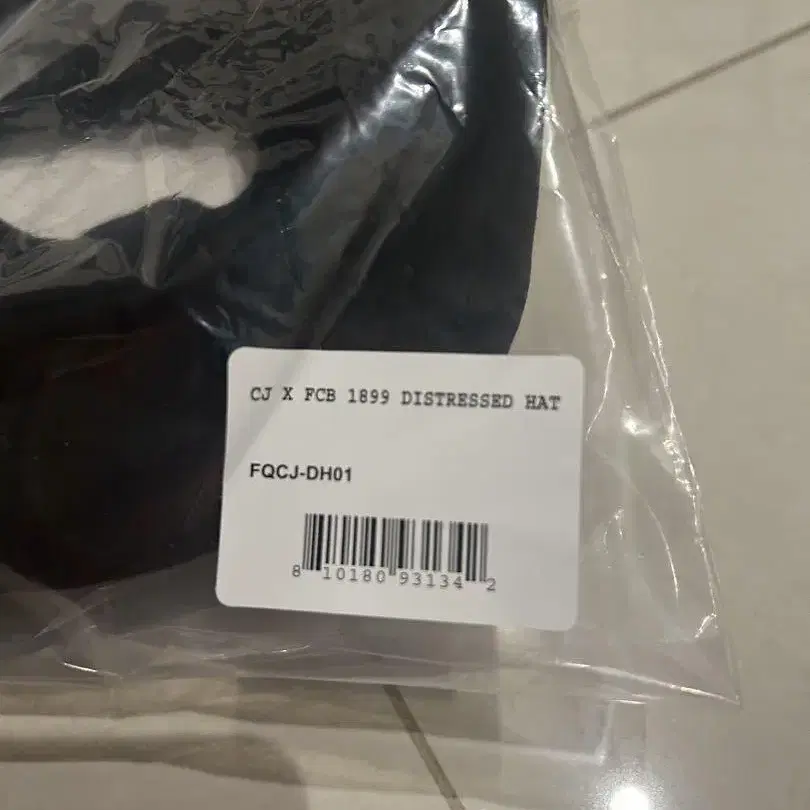 CJ X FCB 1899 DISTRESSED HAT
FQCJ-DH01
8 10180 93134 2